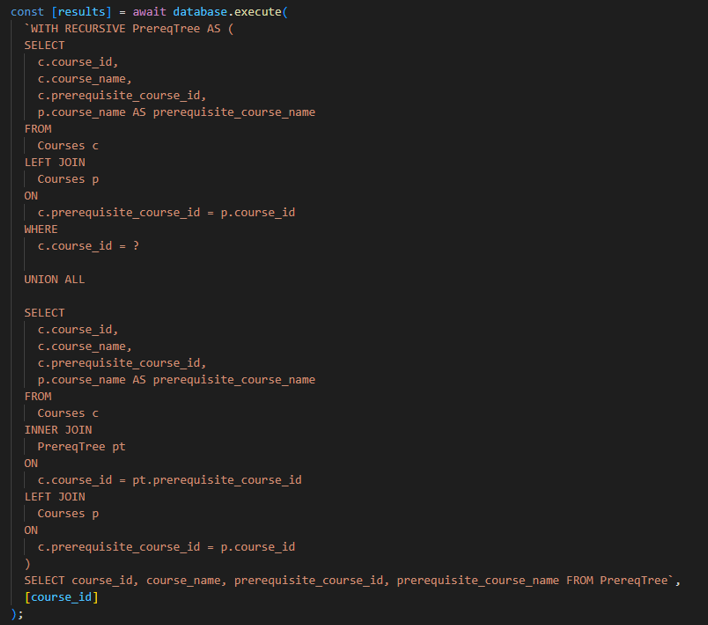 const [results] = await database.execute(
`WITH RECURSIVE PrereqTree AS (
SELECT
c.course_id,
c.course_name,
c.prerequisite_course_id,
p.course_name AS prerequisite_course_name
FROM
Courses c
LEFT JOIN
Courses p
ON
c.prerequisite_course_id = p.course_id
WHERE
c.course_id = ?
UNION ALL
SELECT
c.course_id,
c.course_name,
c.prerequisite_course_id,
p.course_name AS prerequisite_course_name
FROM
Courses c
INNER JOIN
PrereqTree pt
ON
c.course_id = pt.prerequisite_course_id
LEFT JOIN
Courses p
ON
c.prerequisite_course_id = p.course_id
)
SELECT course_id, course_name, prerequisite_course_id, prerequisite_course_name FROM PrereqTree`,
[course_id]
);